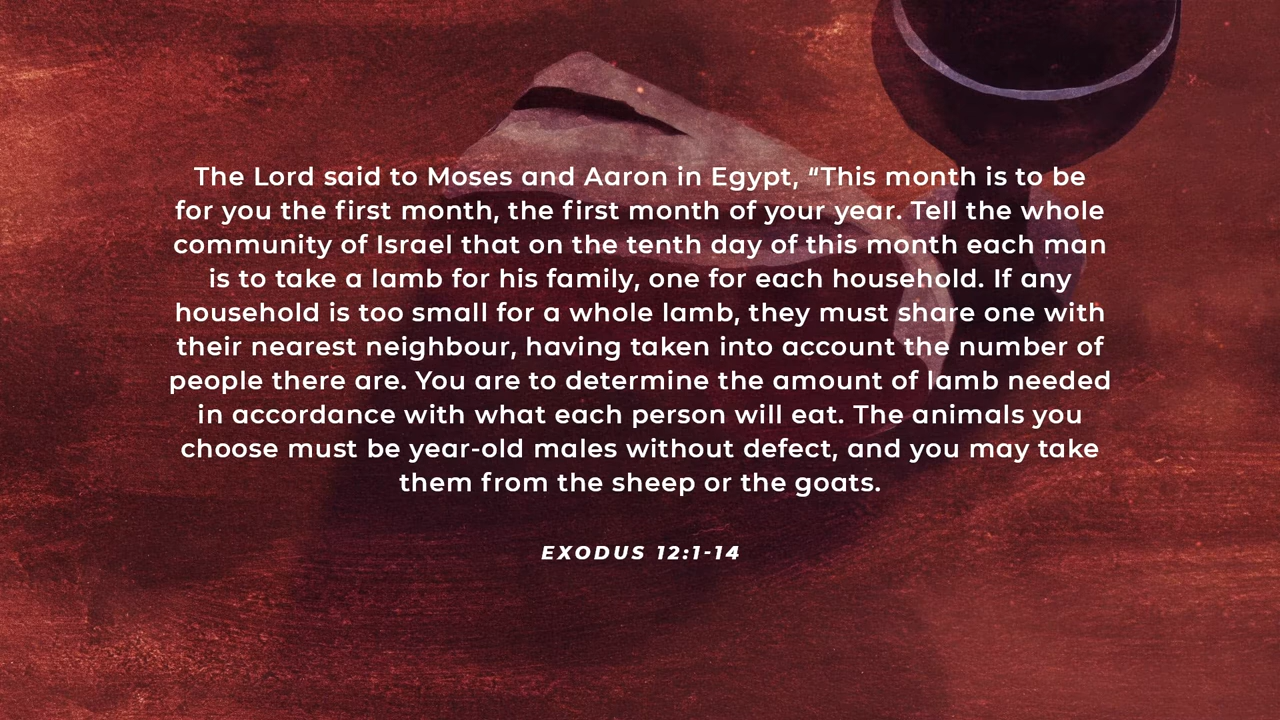 The Lord said to Moses and Aaron in Egypt, “This month is to be
for you the first month, the first month of your year. Tell the whole
community of Israel that on the tenth day of this month each man
is to take a lamb for his family, one for each household. If any
household is too small for a whole lamb, they must share one with
their nearest neighbour, having taken into account the number of
people there are. You are to determine the amount of lamb needed
in accordance with what each person will eat. The animals you
choose must be year-old males without defect, and you may take
them from the sheep or the goats.
EXODUS 12:1-14